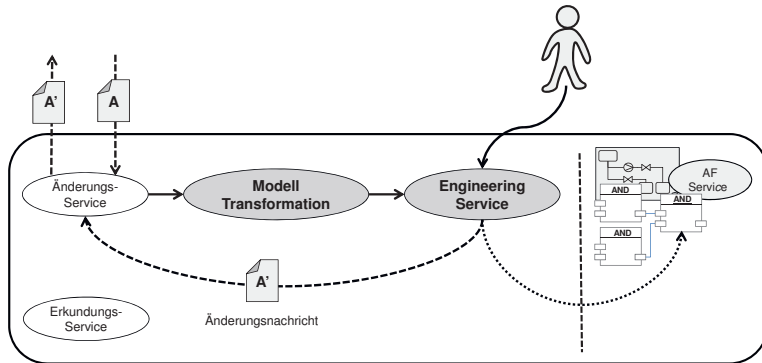 A'
A
Änderungs-
Service
Modell
Transformation
Engineering
Service
AF
Service
AND
AND
AND
A'
Änderungsnachricht
Erkundungs-
Service